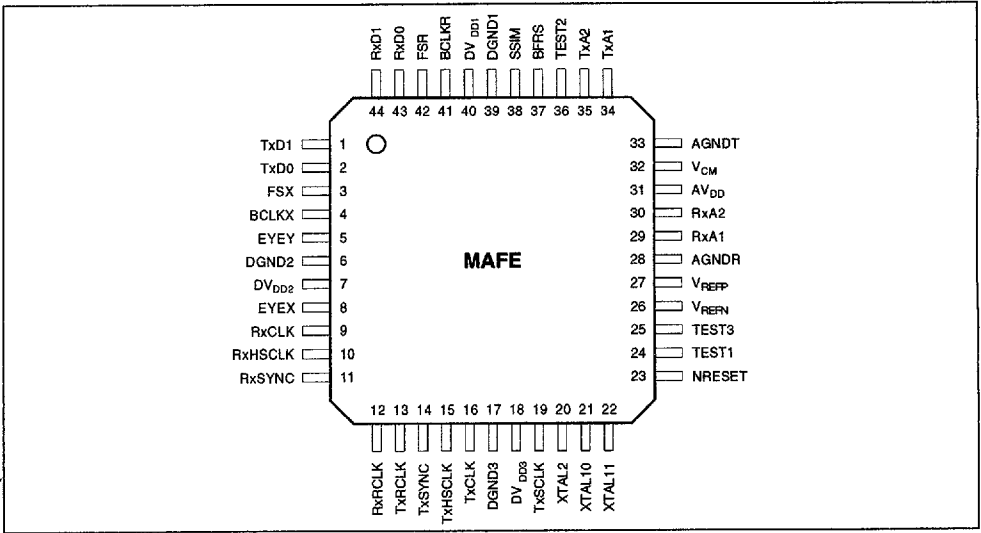 RxD1 RxD0 FSR BCLKR DV DD1 DGND1 SSIM BFRS TEST2 TxA2 TxA1
44 43 42 41 40 39 38 37 36 35 34
TxD1 1 33 AGNDT
TxD0 2 32 VCM
FSX 3 31 AVDD
BCLKX 4 30 RxA2
EYEY 5 29 RxA1
DGND2 6 MAFE 28 AGNDR
DVDD2 7 27 VREFP
EYEX 8 26 VREFN
RxCLK 9 25 TEST3
RxHSCLK 10 24 TEST1
RxSYNC 11 23 NRESET
12 13 14 15 16 17 18 19 20 21 22
RxRCLK TxRCLK TxSYNC TxHSCLK TxCLK DGND3 DV DD3 TxSCLK XTAL2 XTAL10 XTAL11